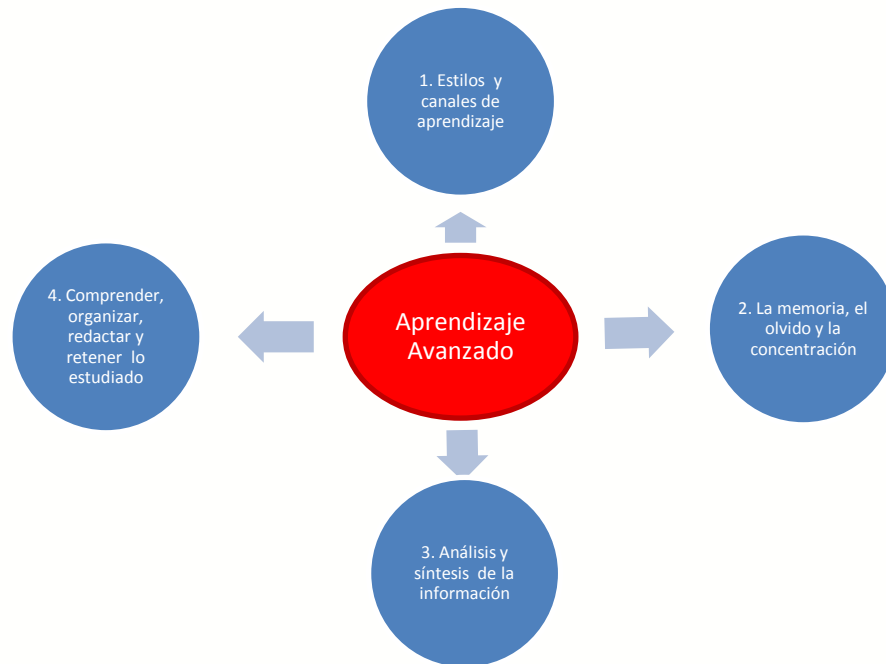 1. Estilos y
canales de
aprendizaje
4. Comprender,
organizar,
redactar y
retener lo
estudiado
Aprendizaje
Avanzado
2. La memoria, el
olvido y la
concentración
3. Análisis y
síntesis de la
información